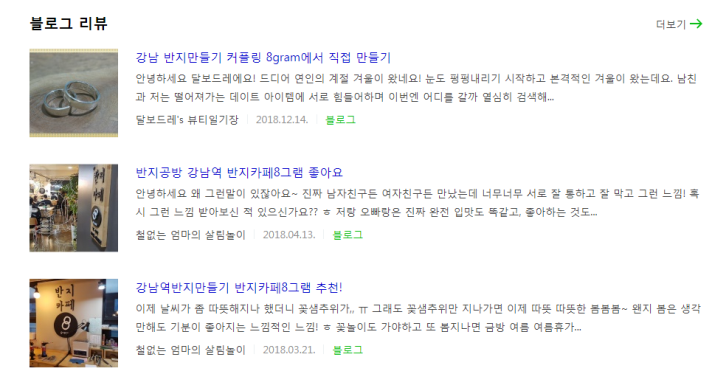 블로그 리뷰
더보기
강남 반지만들기 커플링 8gram에서 직접 만들기
안녕하세요 달보드레에요! 드디어 연인의 계절 겨울이 왔네요! 눈도 펑펑내리기 시작하고 본격적인 겨울이 왔는데요. 남친
과 저는 떨어져가는 데이트 아이템에 서로 힘들어하며 이번엔 어디를 갈까 열심히 검색해...
달보드레's 뷰티일기장 2018.12.14. 블로그
반지공방 강남역 반지카페8그램 좋아요
안녕하세요 왜 그런말이 있잖아요~ 진짜 남자친구든 여자친구든 만났는데 너무너무 서로 잘 통하고 잘 막고 그런 느낌! 혹
시 그런 느낌 받아보신 적 있으신가요?? ㅎ 저랑 오빠랑은 진짜 완전 입맛도 똑같고, 좋아하는 것도...
반지
카페
8
철없는 엄마의 살림놀이 2018.04.13. 블로그
강남역반지만들기 반지카페8그램 추천!
이제 날씨가 좀 따뜻해지나 했더니 꽃샘추위가,, ㅠ 그래도 꽃샘추위만 지나가면 이제 따뜻 따뜻한 봄봄봄~ 왠지 봄은 생각
만해도 기분이 좋아지는 느낌적인 느낌! ㅎ 꽃놀이도 가야하고 또 봄지나면 금방 여름 여름휴가...
반지
카페
8
철없는 엄마의 살림놀이 2018.03.21. 블로그